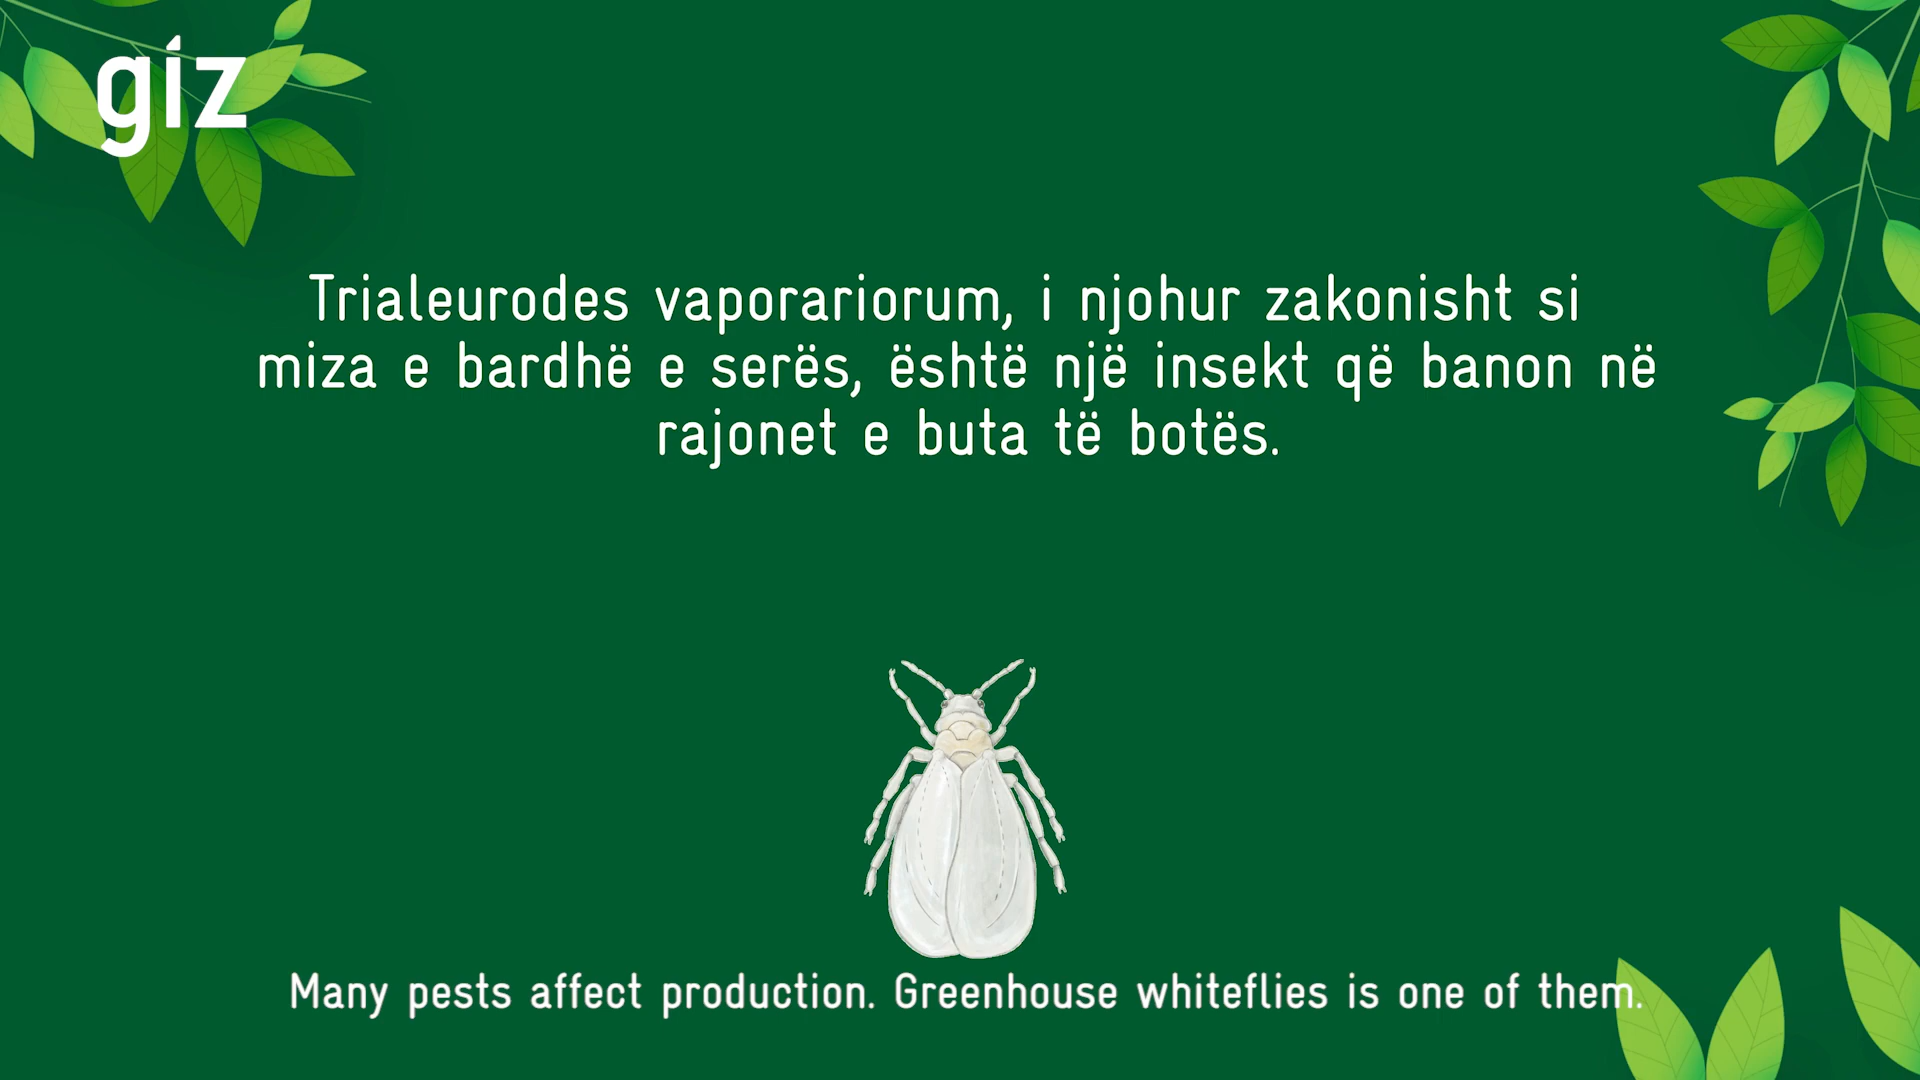 giz
Trialeurodes vaporariorum, i njohur zakonisht si
miza e bardhë e serës, është një insekt që banon në
rajonet e buta të botës.
Many pests affect production. Greenhouse whiteflies is one of them.